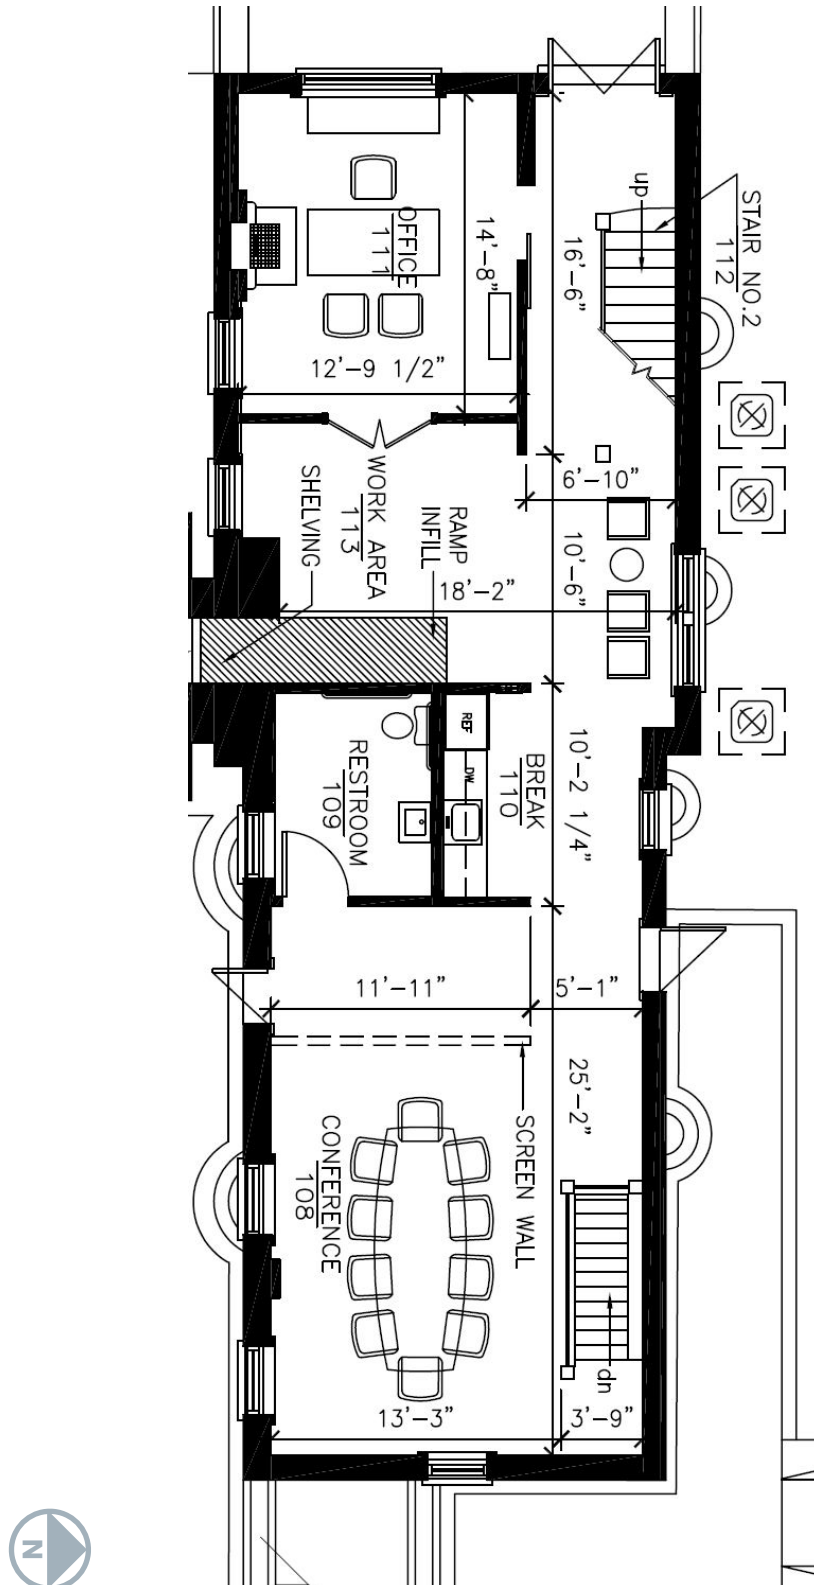 STAIR NO.2
112
up
OFFICE
111
14'-8"
16'-6"
12'-9 1/2"
6'-10"
SHELVING
WORK AREA
113
RAMP
INFILL
10'-6"
18'-2"
REF
DW
RESTROOM
109
BREAK
110
10'-2 1/4"
11'-11"
5'-1"
25'-2"
SCREEN WALL
CONFERENCE
108
dn
13'-3"
3'-9"
N